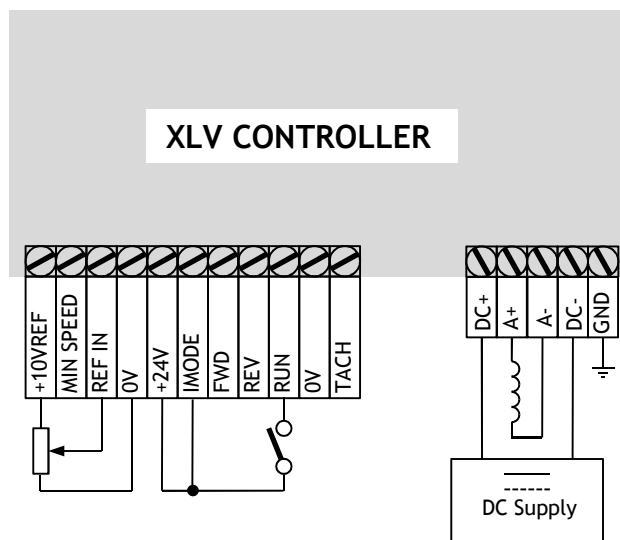 XLV CONTROLLER
+10VREF
MIN SPEED
REF IN
0V
+24V
IMODE
FWD
REV
RUN
0V
TACH
DC+
A+
A-
DC-
GND
DC Supply